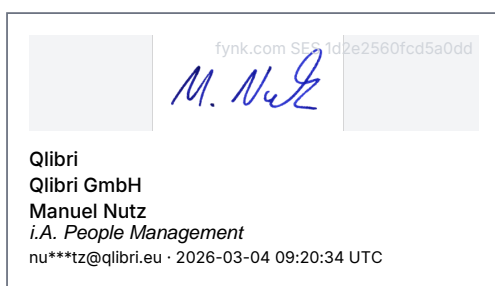 fynk.com SES 1d2e2560fcd5a0dd
M. Nutz
Qlibri
Qlibri GmbH
Manuel Nutz
i.A. People Management
nu***tz@qlibri.eu · 2026-03-04 09:20:34 UTC